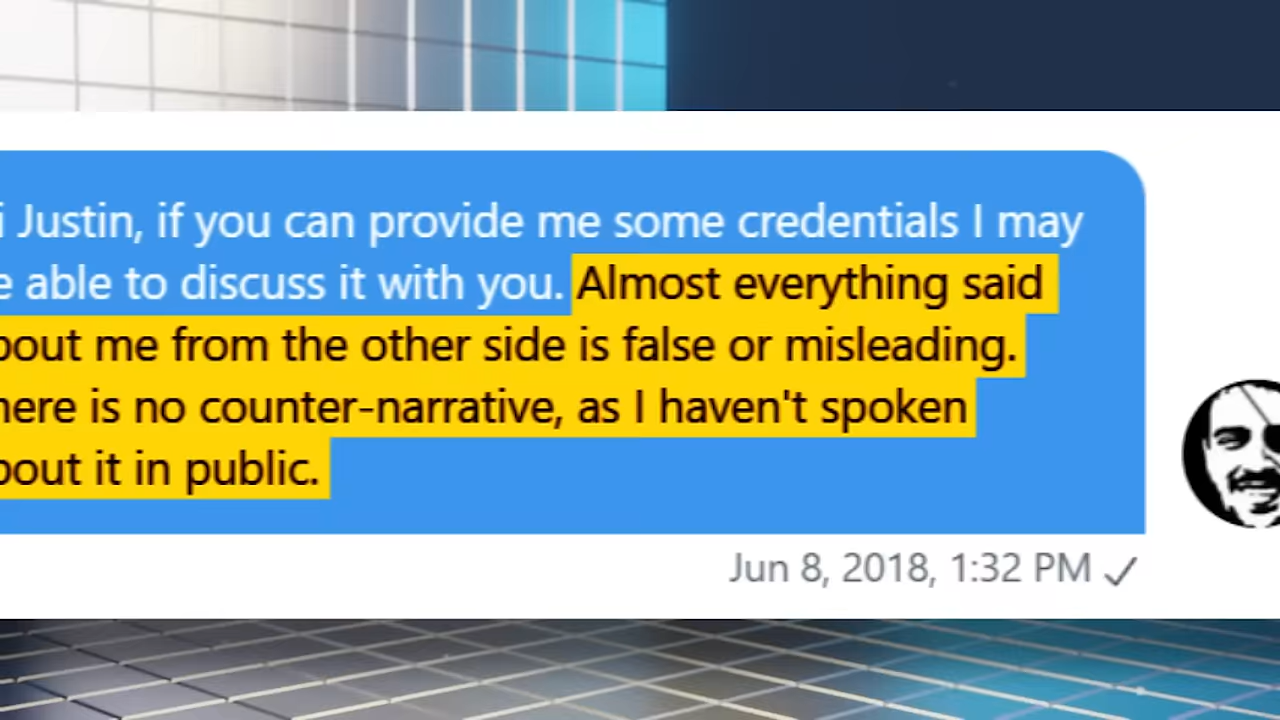 i Justin, if you can provide me some credentials I may
e able to discuss it with you. Almost everything said
bout me from the other side is false or misleading.
here is no counter-narrative, as I haven't spoken
bout it in public.
Jun 8, 2018, 1:32 PM ✓